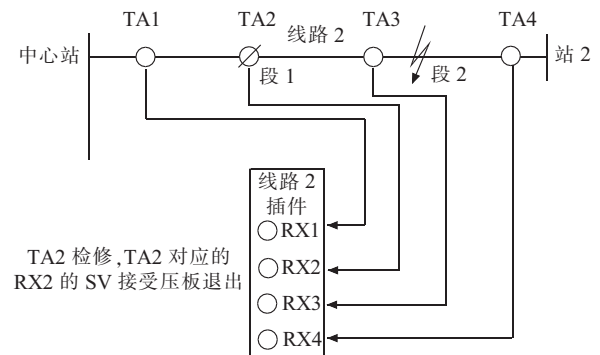 TA1 TA2 TA3 TA4
中心站 线路 2 站 2
段 1 段 2
线路 2
插件
RX1
RX2
RX3
RX4
TA2 检修,TA2 对应的
RX2 的 SV 接受压板退出